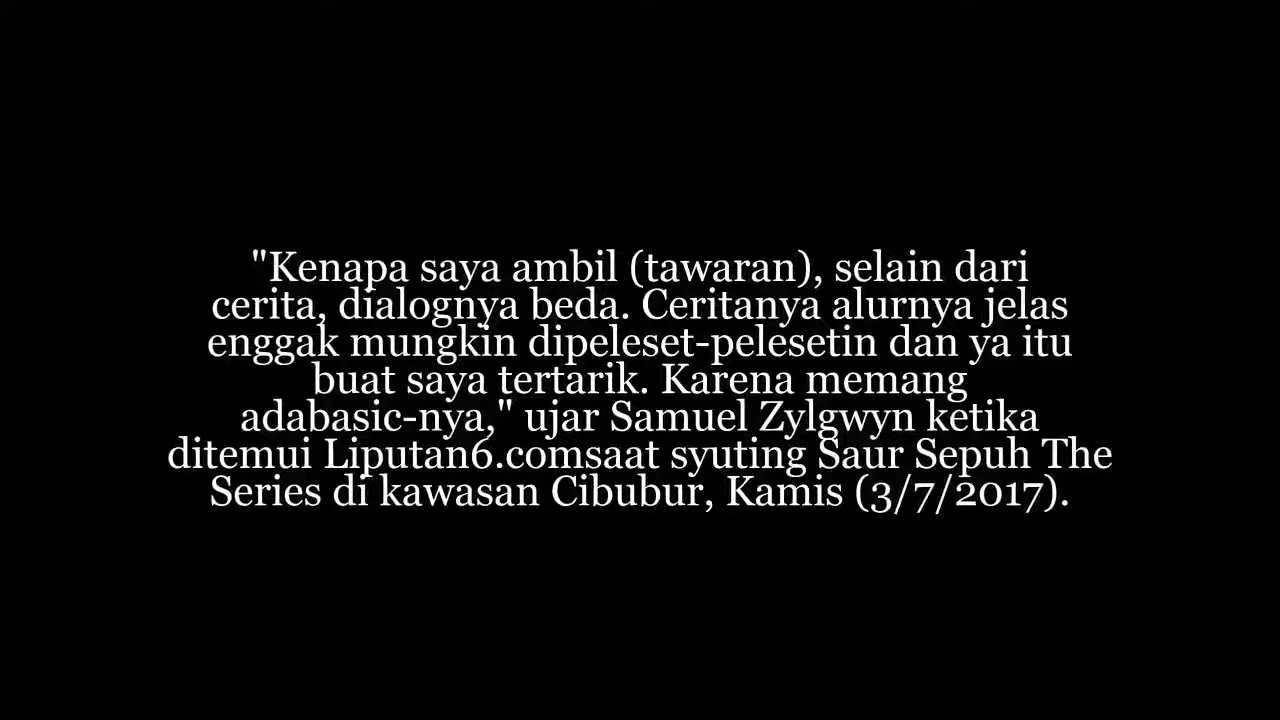 "Kenapa saya ambil (tawaran), selain dari
cerita, dialognya beda. Ceritanya alurnya jelas
enggak mungkin dipeleset-pelesetin dan ya itu
buat saya tertarik. Karena memang
adabasic-nya," ujar Samuel Zylgwyn ketika
ditemui Liputan6.comsaat syuting Saur Sepuh The
Series di kawasan Cibubur, Kamis (3/7/2017).